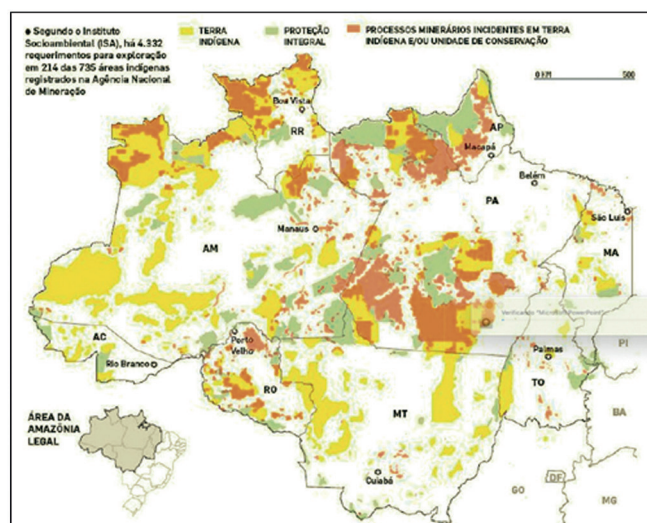 ● Segundo o Instituto
Socioambiental (ISA), há 4.332
requerimentos para exploração
em 214 das 735 áreas indígenas
registrados na Agência Nacional
de Mineração
TERRA
INDÍGENA
PROTEÇÃO
INTEGRAL
PROCESSOS MINERÁRIOS INCIDENTES EM TERRA
INDÍGENA E/OU UNIDADE DE CONSERVAÇÃO
0 KM 500
Boa Vista
RR
AP
Macapá
Belém
PA
São Luís
Manaus
AM
MA
Verificando "Microsoft PowerPoint"
AC
Porto
Velho
PI
Rio Branco
Palmas
RO
TO
MT
BA
ÁREA DA
AMAZÔNIA
LEGAL
Cuiabá
GO
DF
MG